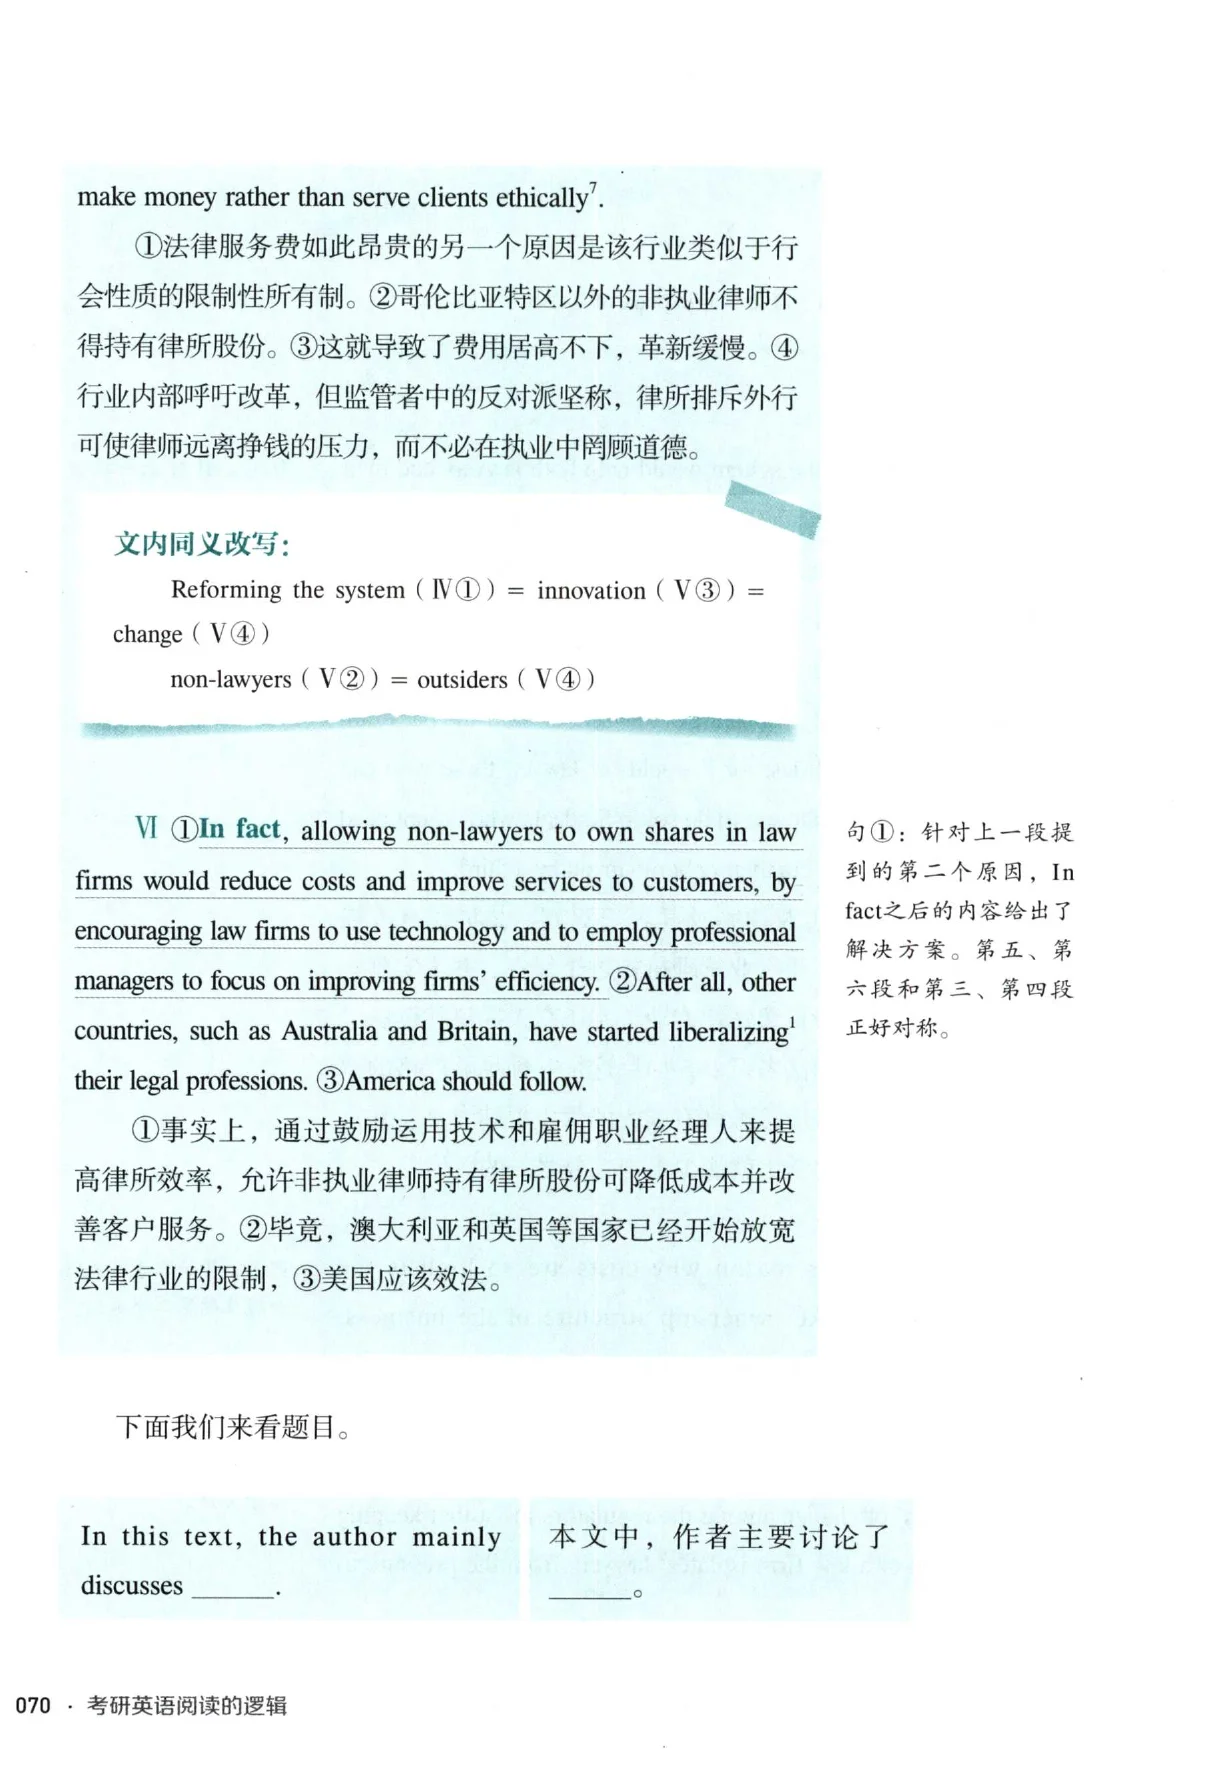 make money rather than serve clients ethically⁷.
①法律服务费如此昂贵的另一个原因是该行业类似于行
会性质的限制性所有制。②哥伦比亚特区以外的非执业律师不
得持有律所股份。③这就导致了费用居高不下，革新缓慢。④
行业内部呼吁改革，但监管者中的反对派坚称，律所排斥外行
可使律师远离挣钱的压力，而不必在执业中罔顾道德。
文内同义改写：
Reforming the system（Ⅳ①）= innovation（Ⅴ③）=
change（Ⅴ④）
non-lawyers（Ⅴ②）= outsiders（Ⅴ④）
Ⅵ ①In fact, allowing non-lawyers to own shares in law
firms would reduce costs and improve services to customers, by
encouraging law firms to use technology and to employ professional
managers to focus on improving firms' efficiency. ②After all, other
countries, such as Australia and Britain, have started liberalizing¹
their legal professions. ③America should follow.
句①：针对上一段提
到的第二个原因，In
fact之后的内容给出了
解决方案。第五、第
六段和第三、第四段
正好对称。
①事实上，通过鼓励运用技术和雇佣职业经理人来提
高律所效率，允许非执业律师持有律所股份可降低成本并改
善客户服务。②毕竟，澳大利亚和英国等国家已经开始放宽
法律行业的限制，③美国应该效法。
下面我们来看题目。
In this text, the author mainly
discusses ______.
本文中，作者主要讨论了
______。
070 · 考研英语阅读的逻辑